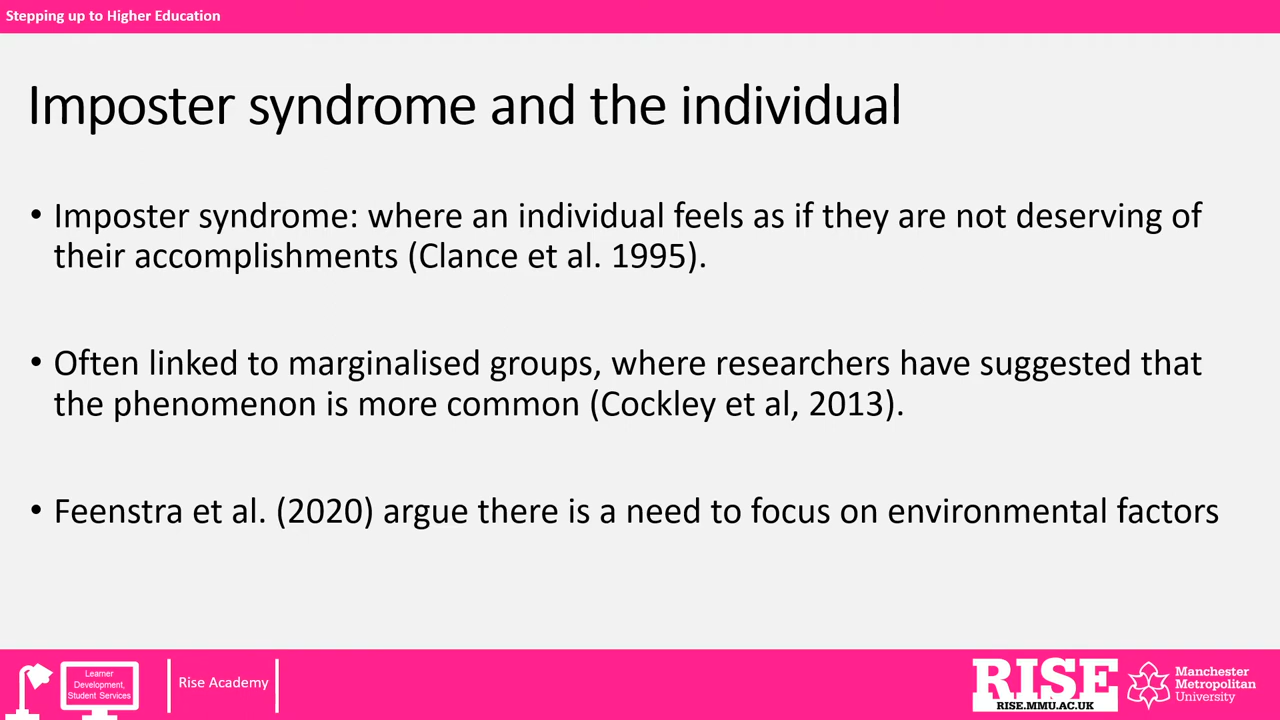 Stepping up to Higher Education
Imposter syndrome and the individual
• Imposter syndrome: where an individual feels as if they are not deserving of
their accomplishments (Clance et al. 1995).
• Often linked to marginalised groups, where researchers have suggested that
the phenomenon is more common (Cockley et al, 2013).
• Feenstra et al. (2020) argue there is a need to focus on environmental factors
Learner
Development,
Student Services
Rise Academy
RISE
RISE.MMU.AC.UK
Manchester
Metropolitan
University